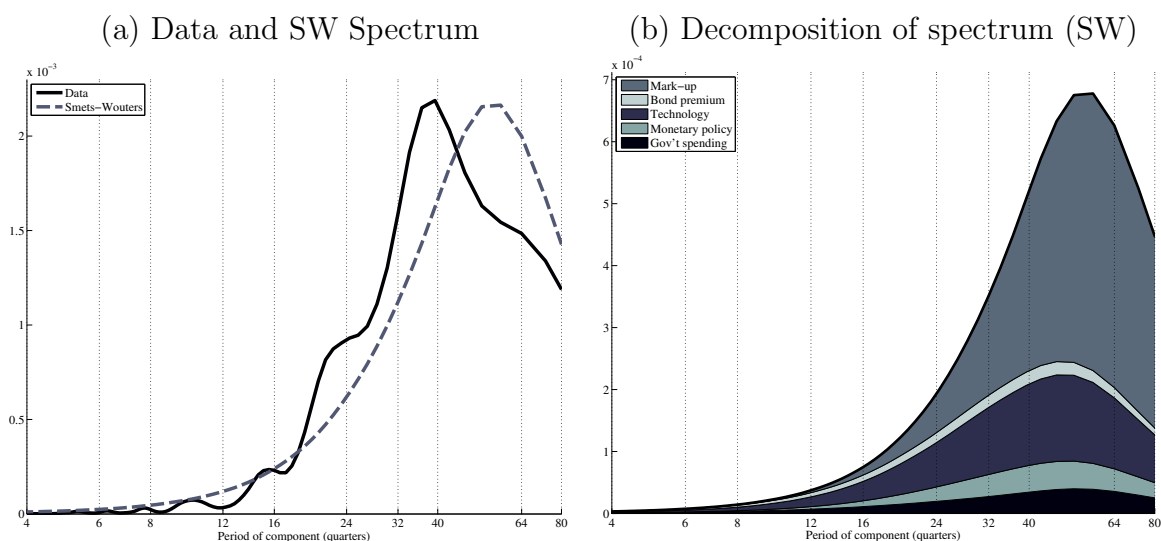 (a) Data and SW Spectrum
x 10⁻³
Data
Smets–Wouters
2
1.5
1
0.5
0
4 6 8 12 16 24 32 40 64 80
Period of component (quarters)
(b) Decomposition of spectrum (SW)
x 10⁻⁴
7
Mark-up
Bond premium
Technology
Monetary policy
Gov't spending
6
5
4
3
2
1
0
4 6 8 12 16 24 32 40 64 80
Period of component (quarters)